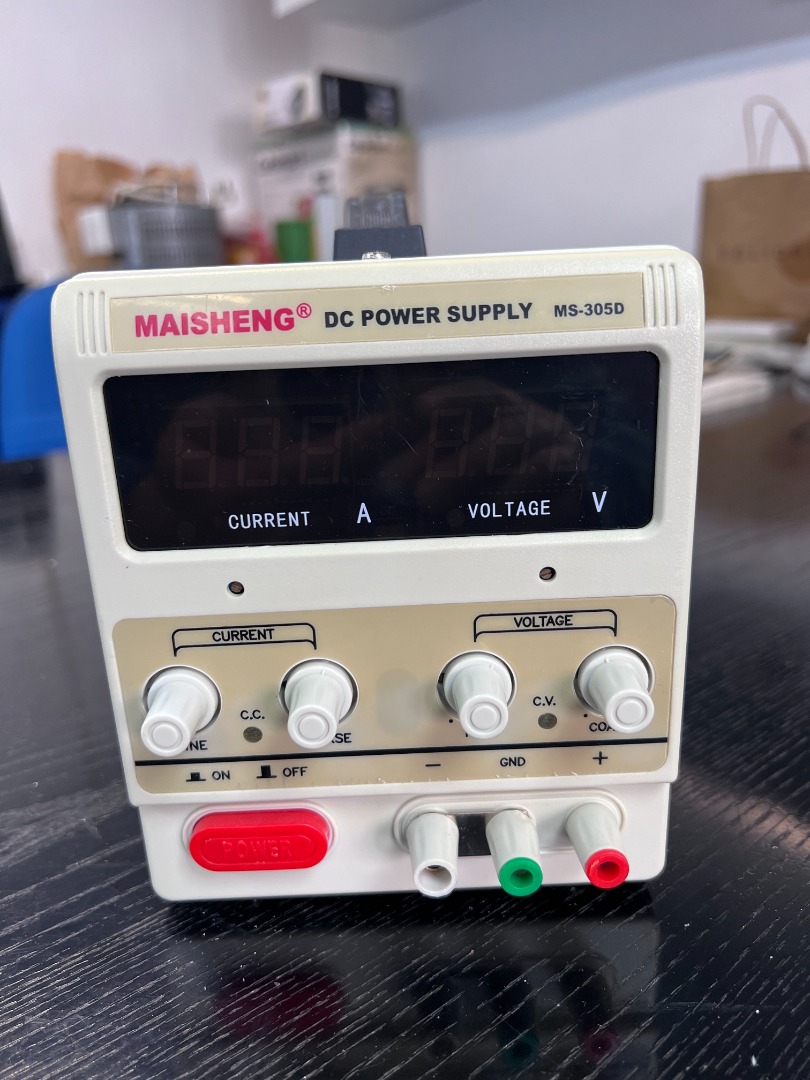 MAISHENG® DC POWER SUPPLY MS-305D
CURRENT A VOLTAGE V
CURRENT VOLTAGE
C.C. C.V.
ON OFF − GND +
POWER